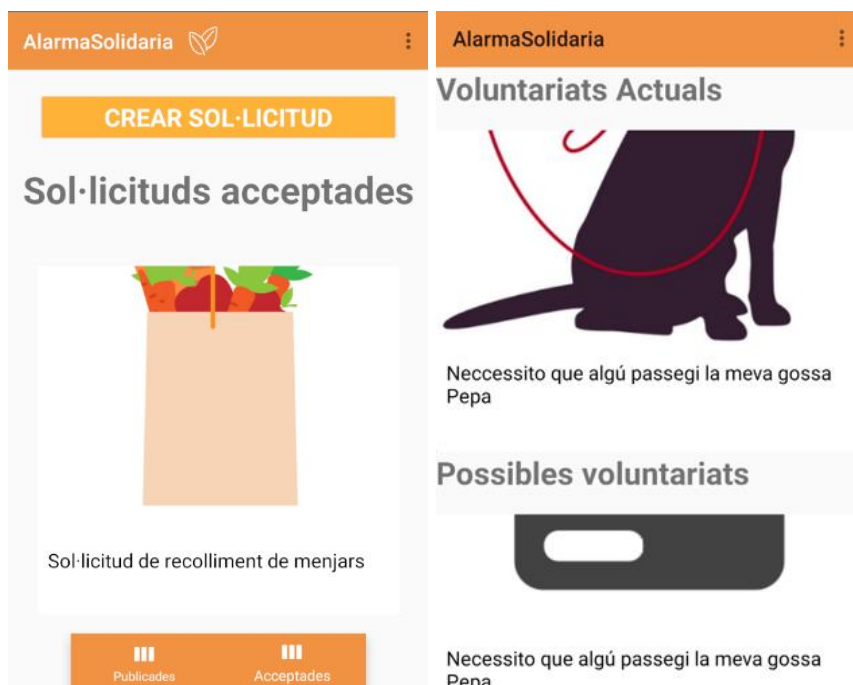 AlarmaSolidaria
CREAR SOL·LICITUD
Sol·licituds acceptades
Sol·licitud de recolliment de menjars
Publicades
Acceptades
AlarmaSolidaria
Voluntariats Actuals
Neccessito que algú passegi la meva gossa
Pepa
Possibles voluntariats
Necessito que algú passegi la meva gossa
Pepa